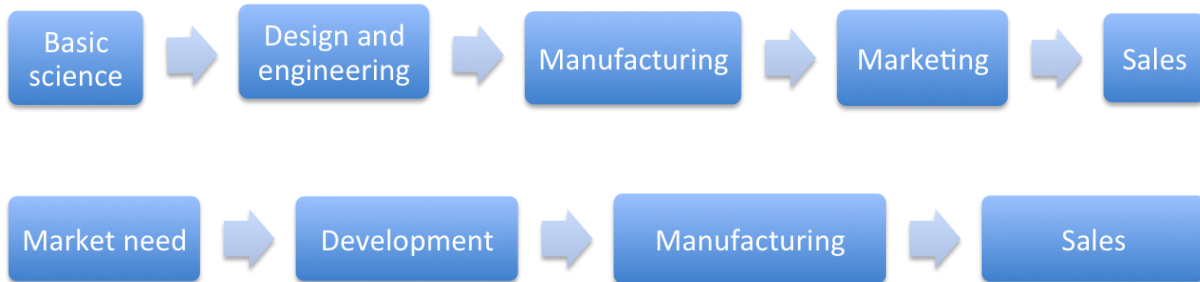 Basic
science
Design and
engineering
Manufacturing
Marketing
Sales
Market need
Development
Manufacturing
Sales